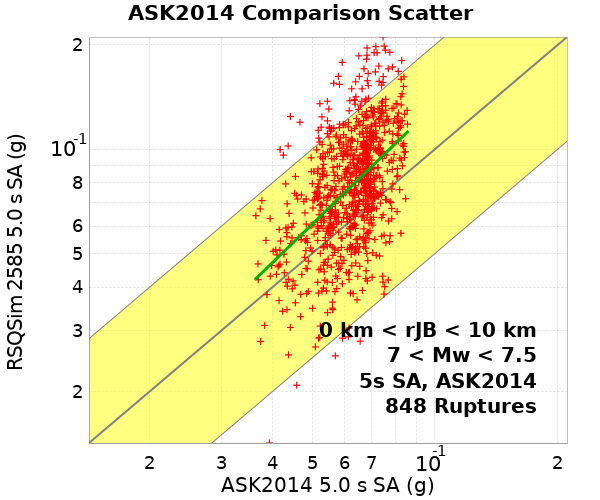 ASK2014 Comparison Scatter
RSQSim 2585 5.0 s SA (g)
2
10-1
8
6
5
4
3
2
0 km < rJB < 10 km
7 < Mw < 7.5
5s SA, ASK2014
848 Ruptures
2 3 4 5 6 7 10-1 2
ASK2014 5.0 s SA (g)